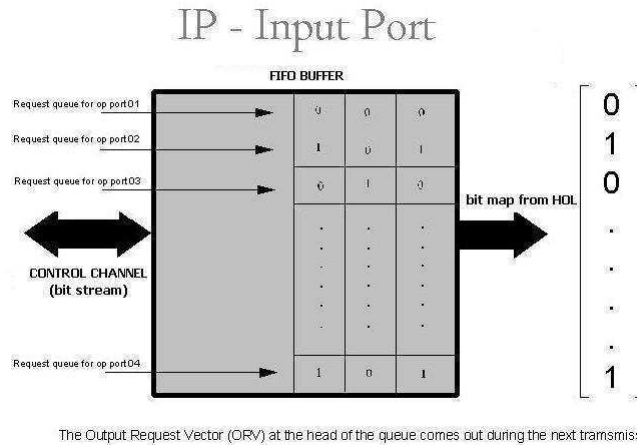 IP - Input Port
FIFO BUFFER
Request queue for op port01
0 0 0
Request queue for op port02
1 0 1
Request queue for op port03
0 1 0
bit map from HOL
CONTROL CHANNEL
(bit stream)
Request queue for op port04
1 0 1
0
1
0
.
.
.
.
1
The Output Request Vector (ORV) at the head of the queue comes out during the next transmis